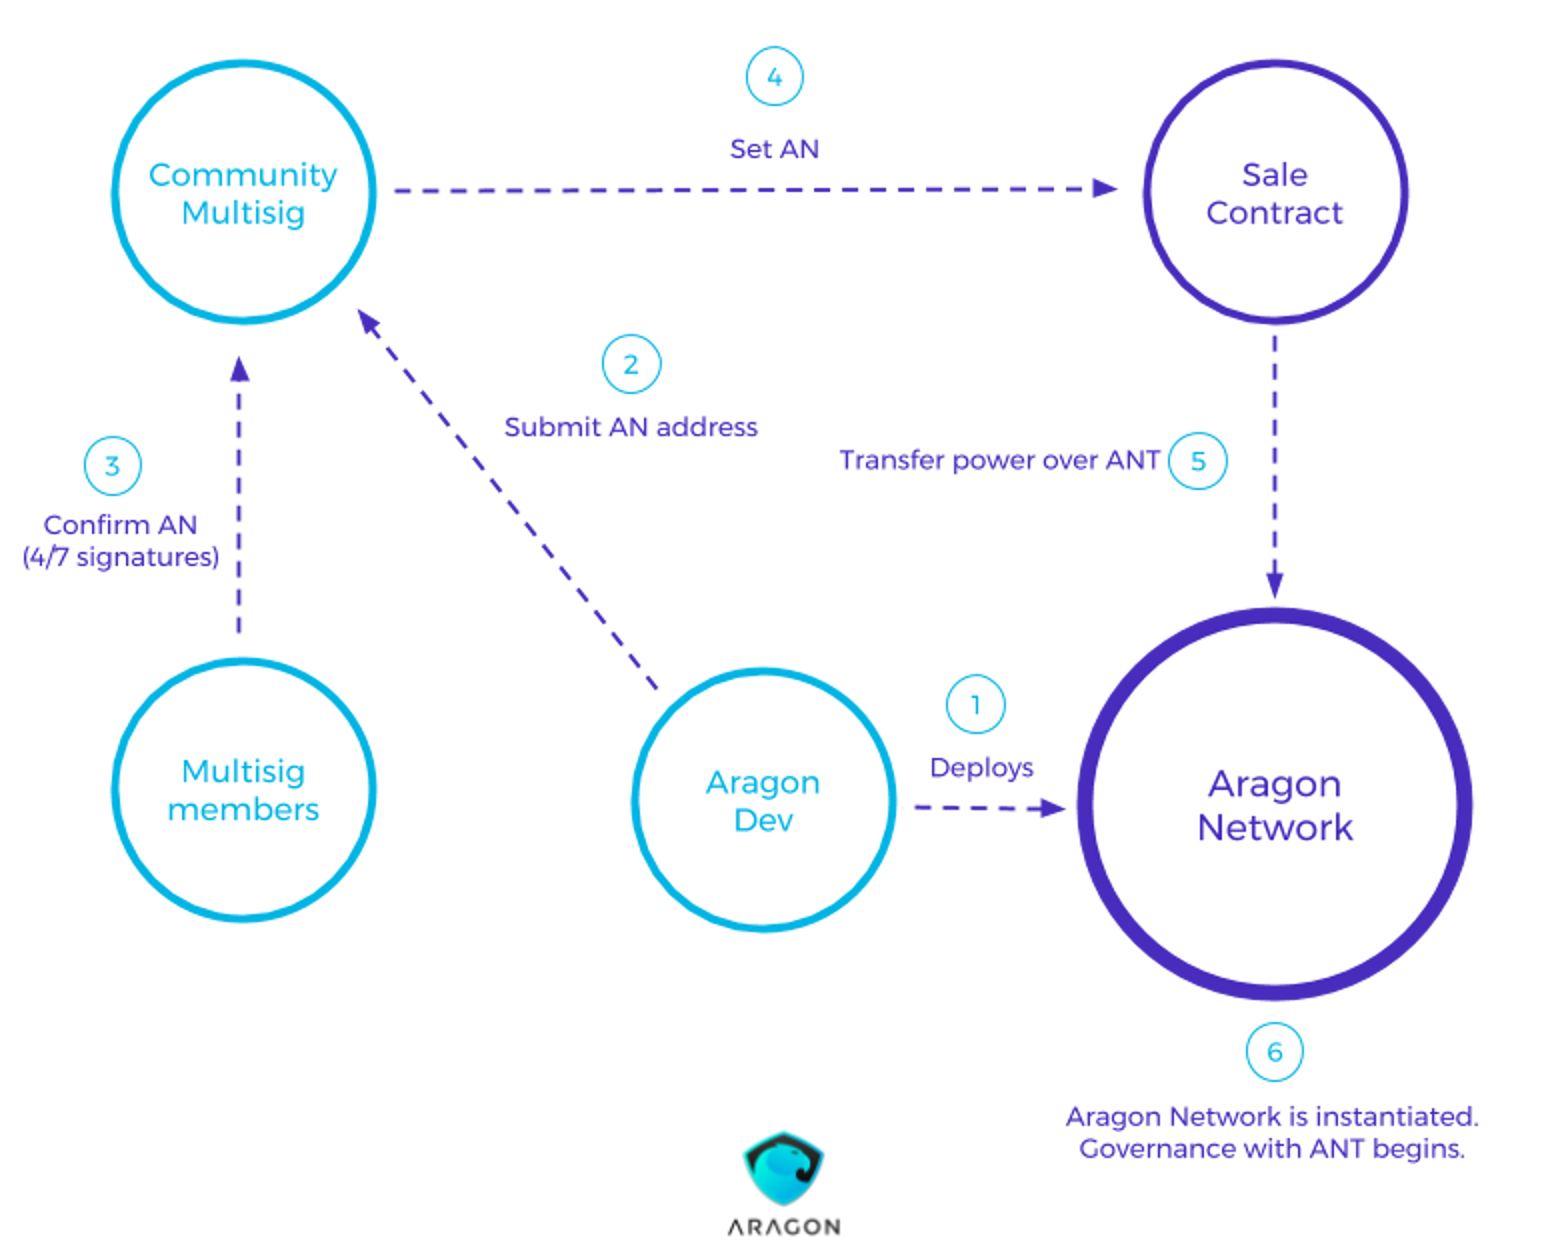 4
Set AN
Community
Multisig
Sale
Contract
2
Submit AN address
3
Confirm AN
(4/7 signatures)
Transfer power over ANT
5
1
Deploys
Multisig
members
Aragon
Dev
Aragon
Network
6
Aragon Network is instantiated.
Governance with ANT begins.
ARAGON